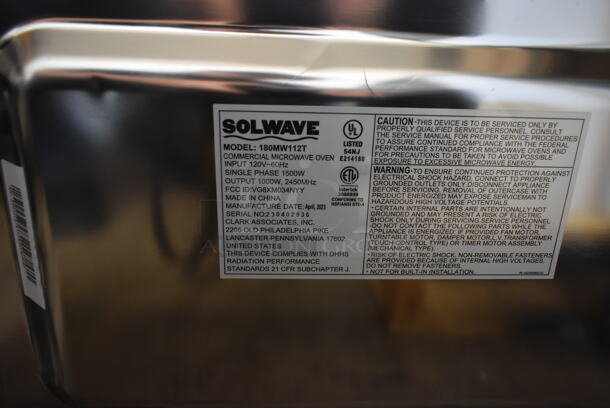 SOLWAVE
MODEL: 180MW112T
COMMERCIAL MICROWAVE OVEN
INPUT 120V~60Hz
SINGLE PHASE 1500W
OUTPUT 1000W, 2450MHz
FCC ID:VG8XM034NYY
MADE IN CHINA
MANUFACTURE DATE: April, 2023
SERIAL NO: 230402936
CLARK ASSOCIATES, INC.
2205 OLD PHILADELPHIA PIKE
LANCASTER PENNSYLVANIA 17602
UNITED STATES
THIS DEVICE COMPLIES WITH DHHS
RADIATION PERFORMANCE
STANDARDS 21 CFR SUBCHAPTER J.
UL
LISTED
54NJ
E214180
ETL
Intertek
CONFORMS TO
CAUTION •THIS DEVICE IS TO BE SERVICED ONLY BY
PROPERLY QUALIFIED SERVICE PERSONNEL. CONSULT
THE SERVICE MANUAL FOR PROPER SERVICE PROCEDURES
TO ASSURE CONTINUED COMPLIANCE WITH THE FEDERAL
PERFORMANCE STANDARD FOR MICROWAVE OVENS AND
FOR PRECAUTIONS TO BE TAKEN TO AVOID POSSIBLE
EXPOSURE TO EXCESSIVE MICROWAVE ENERGY.
WARNING •TO ENSURE CONTINUED PROTECTION AGAINST
ELECTRICAL SHOCK HAZARD, CONNECT TO PROPERLY
GROUNDED OUTLETS ONLY.DISCONNECT APPLIANCE
BEFORE SERVICING. REMOVAL OF OUTERCASE WITH
APPLIANCE ENERGIZED WILL EXPOSE SERVICEMAN TO
HAZARDOUS HIGH VOLTAGE POTENTIALS.
• CERTAIN INTERNAL PARTS ARE INTENTIONALLY NOT
GROUNDED AND MAY PRESENT A RISK OF ELECTRIC
SHOCK ONLY DURING SERVICING SERVICE PERSONNEL
DO NOT CONTACT THE FOLLOWING PARTS WHILE THE
APPLIANCE IS ENERGIZED IF PROVIDED FAN MOTOR,
TURNTABLE MOTOR, DAMPER MOTOR,L.V.TRANSFORMER
(TOUCH CONTROL TYPE) OR TIMER MOTOR ASSEMBLY
(MECHANICAL TYPE).
• RISK OF ELECTRIC SHOCK. NON-REMOVABLE FASTENERS
ARE PROVIDED BECAUSE OF INTERNAL HIGH VOLTAGES.
DO NOT REMOVE FASTENERS.
• NOT FOR BUILT-IN INSTALLATION.